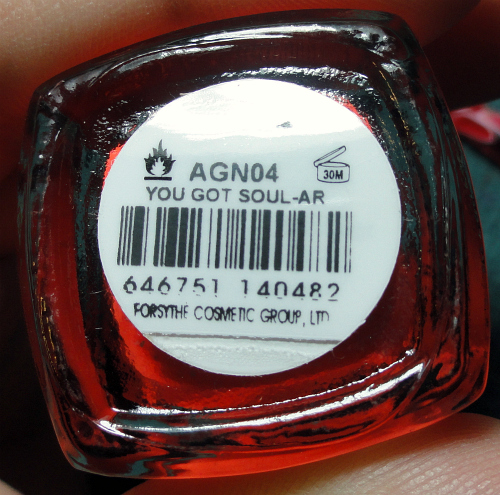 AGN04
30M
YOU GOT SOUL-AR
646751 140482
FORSYTHE COSMETIC GROUP, LTD